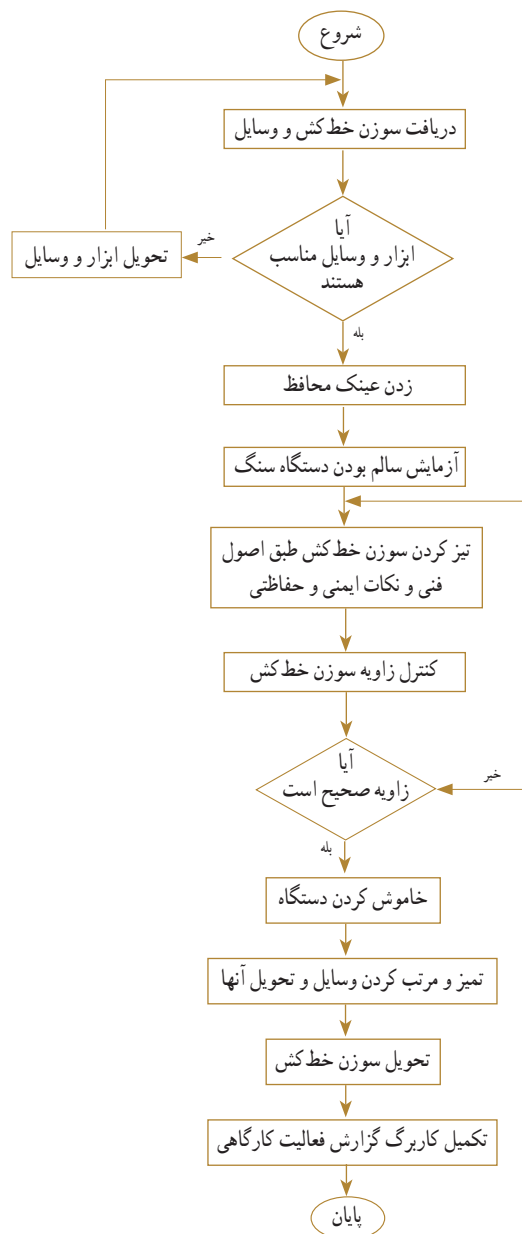 شروع
دریافت سوزن خط‌کش و وسایل
آیا
ابزار و وسایل مناسب
هستند
خیر
تحویل ابزار و وسایل
بله
زدن عینک محافظ
آزمایش سالم بودن دستگاه سنگ
تیز کردن سوزن خط‌کش طبق اصول
فنی و نکات ایمنی و حفاظتی
کنترل زاویه سوزن خط‌کش
آیا
زاویه صحیح است
خیر
بله
خاموش کردن دستگاه
تمیز و مرتب کردن وسایل و تحویل آنها
تحویل سوزن خط‌کش
تکمیل کاربرگ گزارش فعالیت کارگاهی
پایان